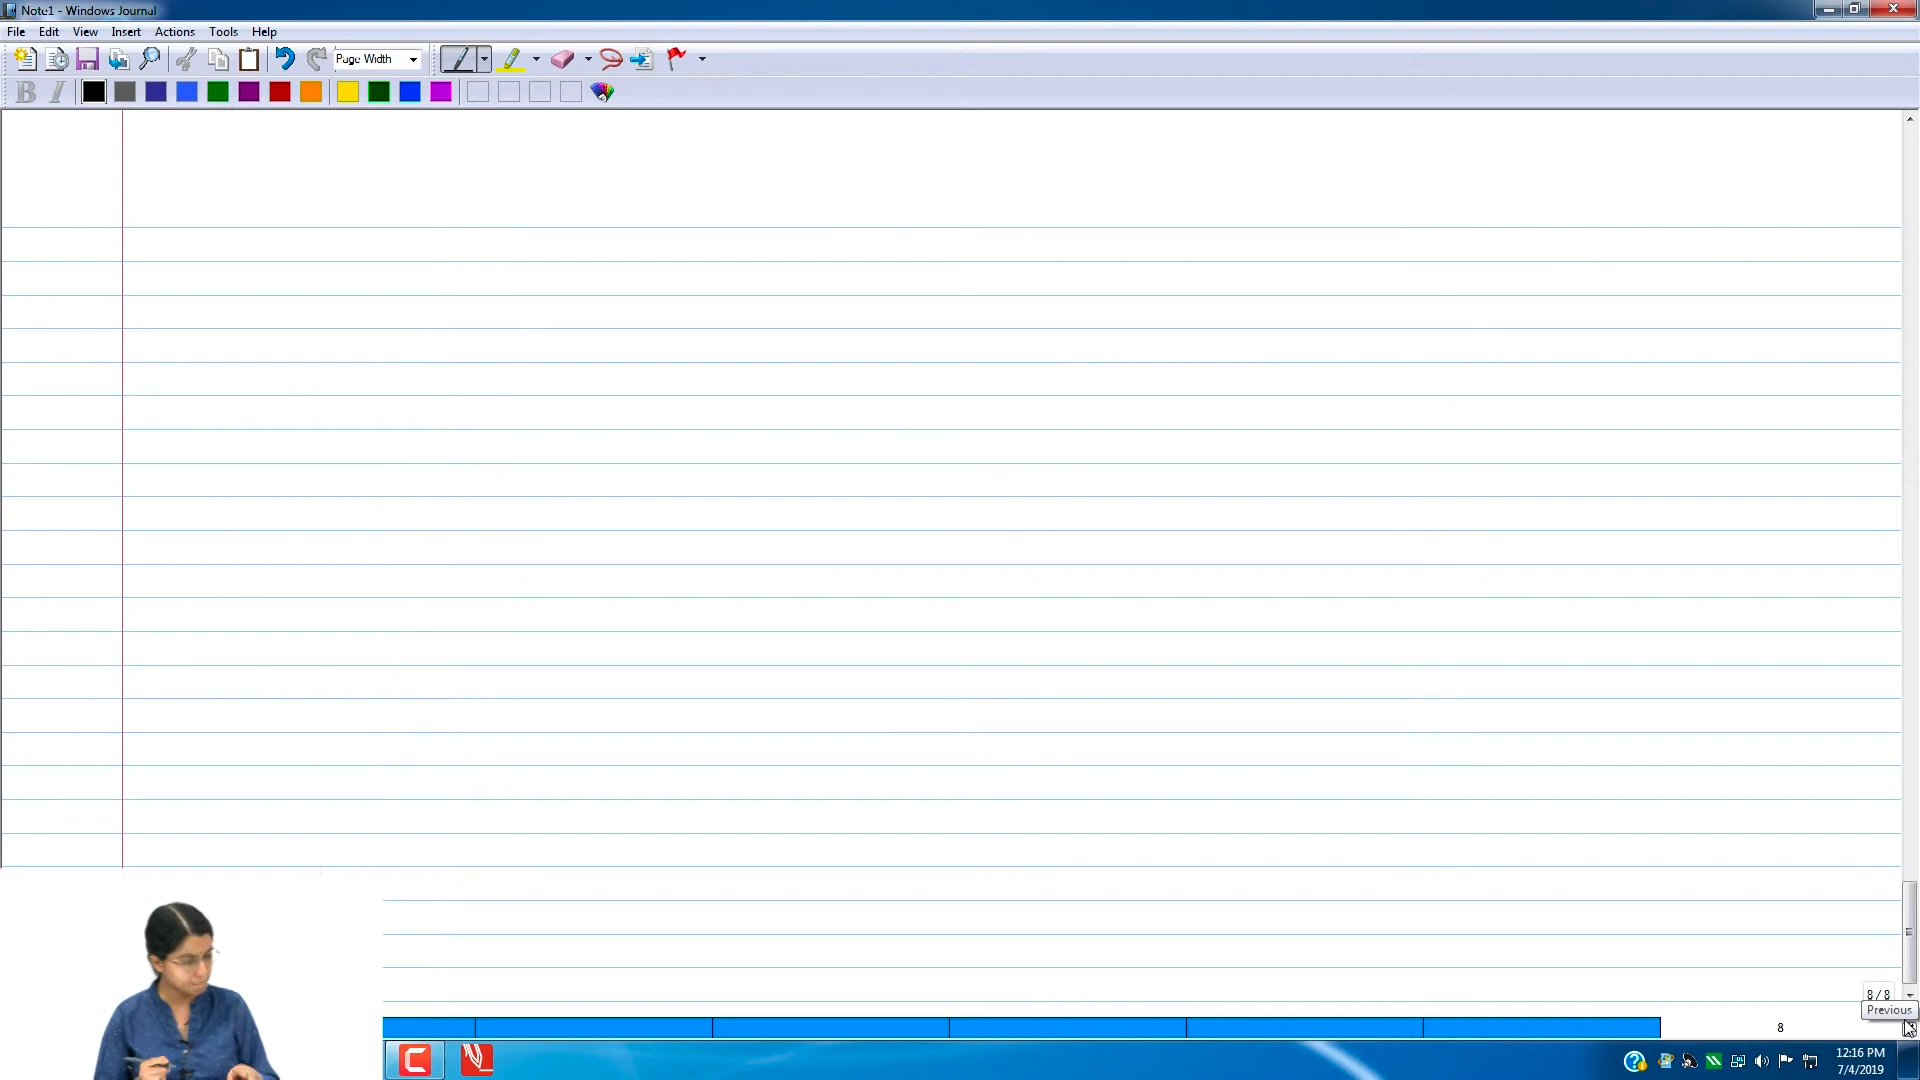 Note1 - Windows Journal
File Edit View Insert Actions Tools Help
Page Width
B I
8 / 8
Previous
8
12:16 PM
7/4/2019